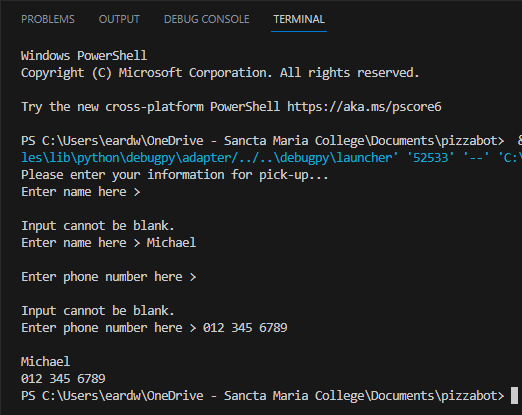 PROBLEMS OUTPUT DEBUG CONSOLE TERMINAL
Windows PowerShell
Copyright (C) Microsoft Corporation. All rights reserved.
Try the new cross-platform PowerShell https://aka.ms/pscore6
PS C:\Users\eardw\OneDrive - Sancta Maria College\Documents\pizzabot> &
les\lib\python\debugpy\adapter/../..\debugpy\launcher' '52533' '--' 'C:\
Please enter your information for pick-up...
Enter name here >
Input cannot be blank.
Enter name here > Michael
Enter phone number here >
Input cannot be blank.
Enter phone number here > 012 345 6789
Michael
012 345 6789
PS C:\Users\eardw\OneDrive - Sancta Maria College\Documents\pizzabot>